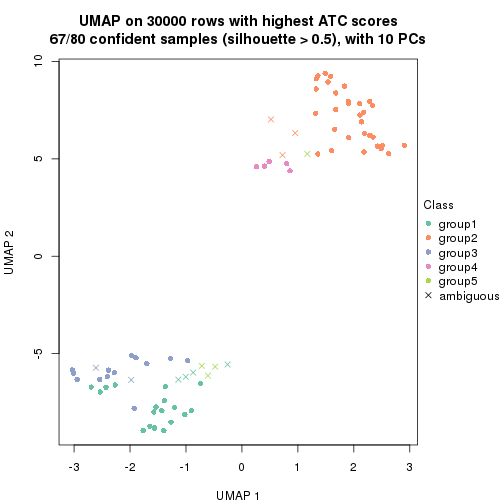 UMAP on 30000 rows with highest ATC scores
67/80 confident samples (silhouette > 0.5), with 10 PCs
10
5
0
-5
UMAP 2
-3
-2
-1
0
1
2
3
UMAP 1
Class
group1
group2
group3
group4
group5
ambiguous